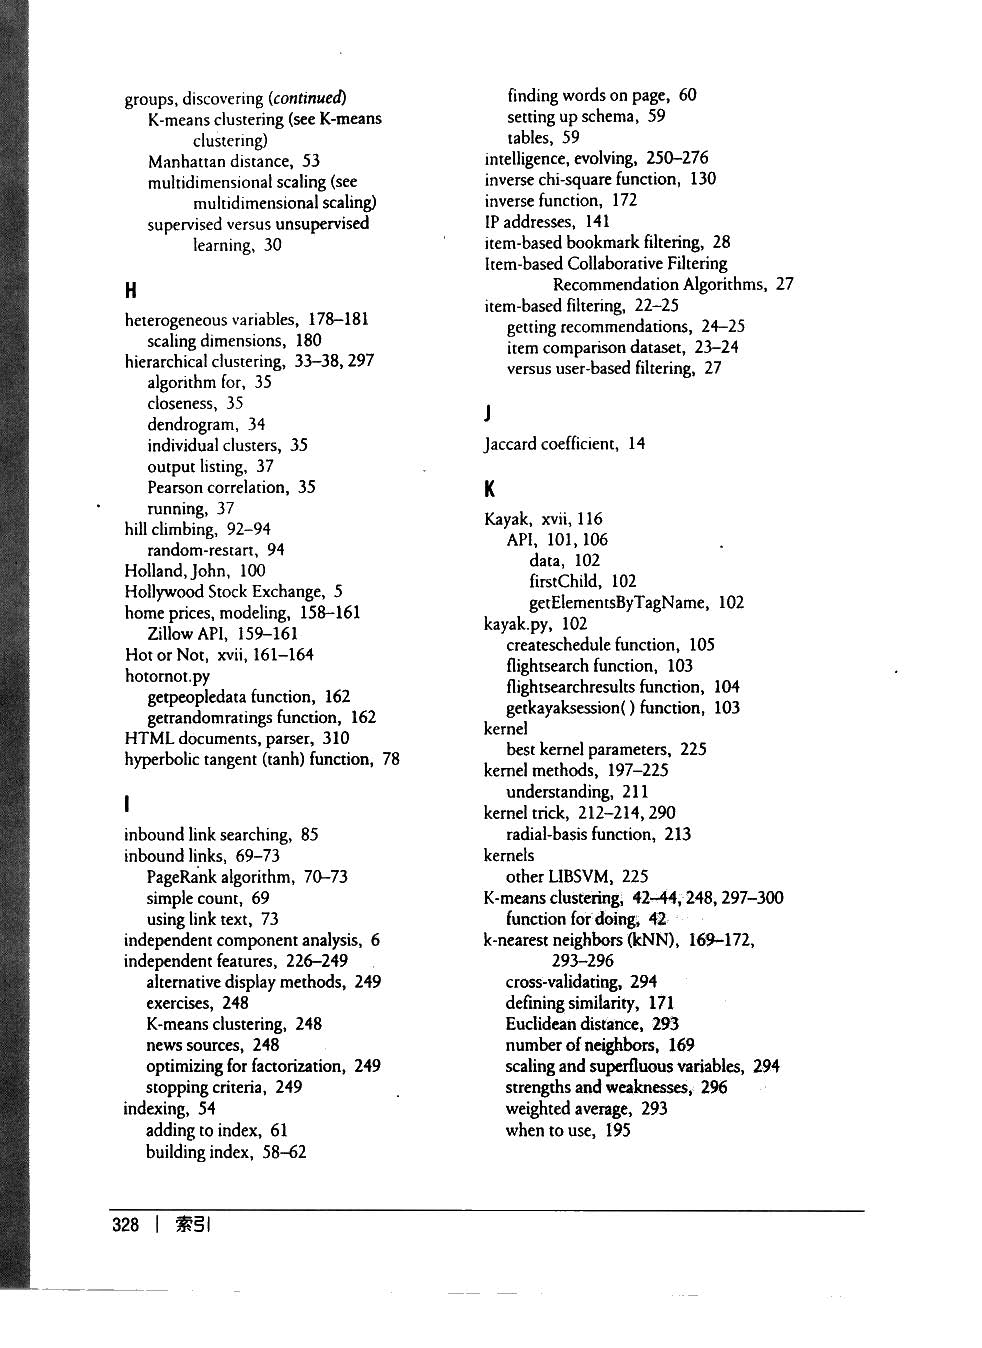 groups, discovering (continued)
K-means clustering (see K-means
clustering)
Manhattan distance, 53
multidimensional scaling (see
multidimensional scaling)
supervised versus unsupervised
learning, 30
H
heterogeneous variables, 178–181
scaling dimensions, 180
hierarchical clustering, 33–38, 297
algorithm for, 35
closeness, 35
dendrogram, 34
individual clusters, 35
output listing, 37
Pearson correlation, 35
running, 37
hill climbing, 92–94
random-restart, 94
Holland, John, 100
Hollywood Stock Exchange, 5
home prices, modeling, 158–161
Zillow API, 159–161
Hot or Not, xvii, 161–164
hotornot.py
getpeopledata function, 162
getrandomratings function, 162
HTML documents, parser, 310
hyperbolic tangent (tanh) function, 78
I
inbound link searching, 85
inbound links, 69–73
PageRank algorithm, 70–73
simple count, 69
using link text, 73
independent component analysis, 6
independent features, 226–249
alternative display methods, 249
exercises, 248
K-means clustering, 248
news sources, 248
optimizing for factorization, 249
stopping criteria, 249
indexing, 54
adding to index, 61
building index, 58–62
finding words on page, 60
setting up schema, 59
tables, 59
intelligence, evolving, 250–276
inverse chi-square function, 130
inverse function, 172
IP addresses, 141
item-based bookmark filtering, 28
Item-based Collaborative Filtering
Recommendation Algorithms, 27
item-based filtering, 22–25
getting recommendations, 24–25
item comparison dataset, 23–24
versus user-based filtering, 27
J
Jaccard coefficient, 14
K
Kayak, xvii, 116
API, 101, 106
data, 102
firstChild, 102
getElementsByTagName, 102
kayak.py, 102
createschedule function, 105
flightsearch function, 103
flightsearchresults function, 104
getkayaksession( ) function, 103
kernel
best kernel parameters, 225
kernel methods, 197–225
understanding, 211
kernel trick, 212–214, 290
radial-basis function, 213
kernels
other LIBSVM, 225
K-means clustering, 42–44, 248, 297–300
function for doing, 42
k-nearest neighbors (kNN), 169–172,
293–296
cross-validating, 294
defining similarity, 171
Euclidean distance, 293
number of neighbors, 169
scaling and superfluous variables, 294
strengths and weaknesses, 296
weighted average, 293
when to use, 195
328 | 索引